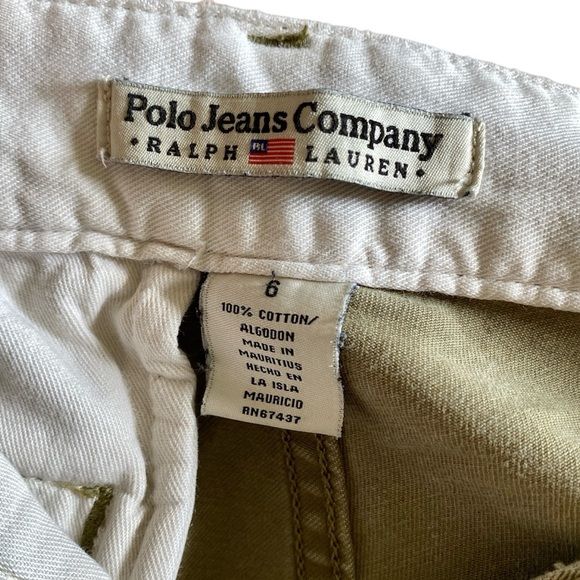 Polo Jeans Company
• RALPH RL LAUREN •
6
100% COTTON/
ALGODON
MADE IN
MAURITIUS
HECHO EN
LA ISLA
MAURICIO
RN67437